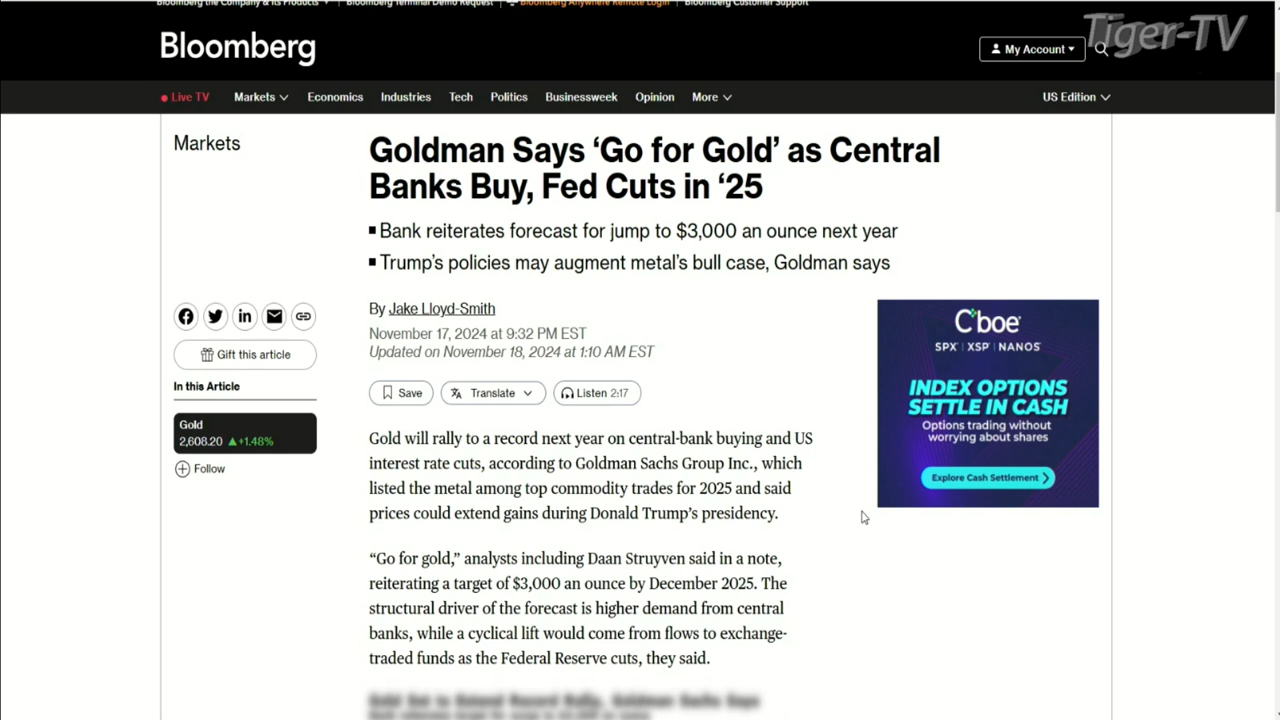 Bloomberg the Company & Its Products
Bloomberg Terminal Demo Request
Bloomberg Anywhere Remote Login
Bloomberg Customer Support
Tiger-TV
Bloomberg
My Account
Live TV
Markets
Economics
Industries
Tech
Politics
Businessweek
Opinion
More
US Edition
Markets
Goldman Says ‘Go for Gold’ as Central
Banks Buy, Fed Cuts in ‘25
Bank reiterates forecast for jump to $3,000 an ounce next year
Trump’s policies may augment metal’s bull case, Goldman says
By Jake Lloyd-Smith
November 17, 2024 at 9:32 PM EST
Updated on November 18, 2024 at 1:10 AM EST
Gift this article
In this Article
Gold
2,608.20 ▲+1.48%
Follow
Save
Translate
Listen 2:17
Cboe
SPX | XSP | NANOS
INDEX OPTIONS
SETTLE IN CASH
Options trading without
worrying about shares
Explore Cash Settlement
Gold will rally to a record next year on central-bank buying and US
interest rate cuts, according to Goldman Sachs Group Inc., which
listed the metal among top commodity trades for 2025 and said
prices could extend gains during Donald Trump’s presidency.
“Go for gold,” analysts including Daan Struyven said in a note,
reiterating a target of $3,000 an ounce by December 2025. The
structural driver of the forecast is higher demand from central
banks, while a cyclical lift would come from flows to exchange-
traded funds as the Federal Reserve cuts, they said.
Gold Set to Extend Record Rally, Goldman Sachs Says